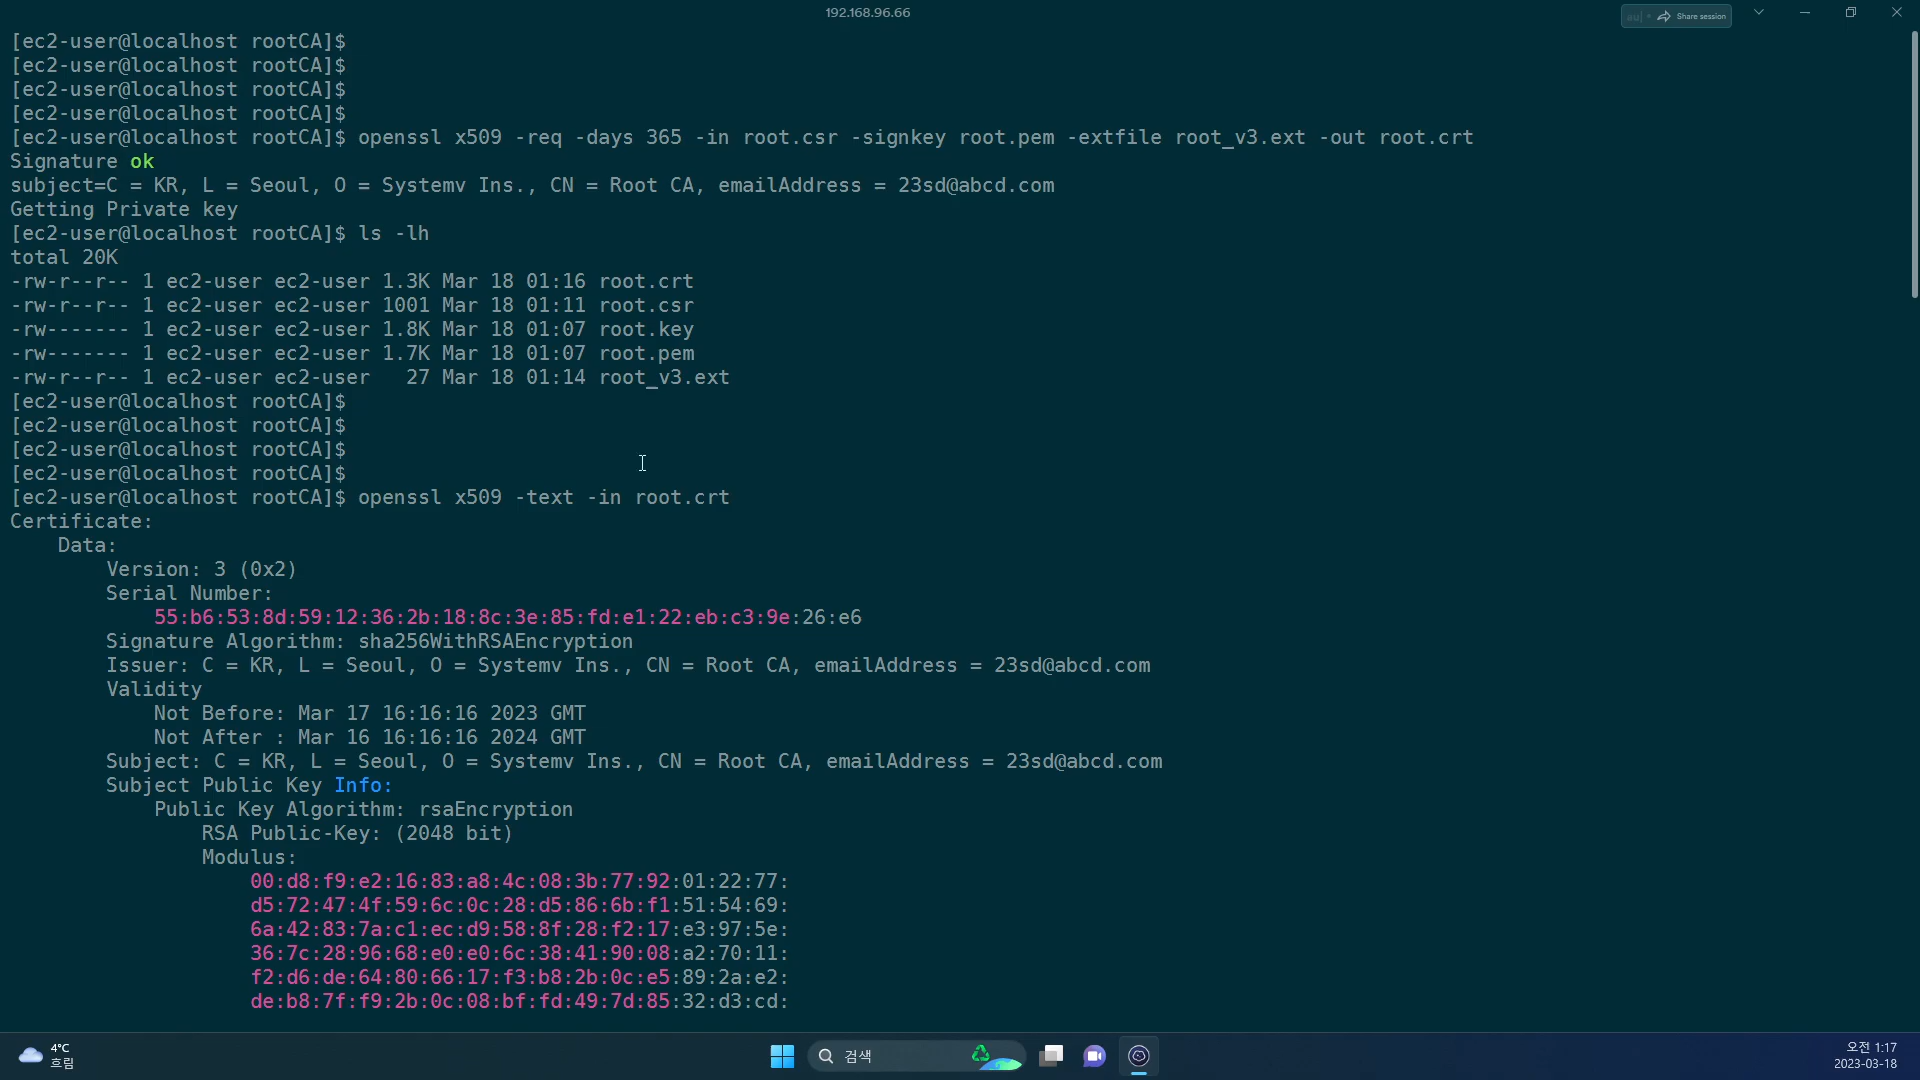 192.168.96.66
Share session
[ec2-user@localhost rootCA]$
[ec2-user@localhost rootCA]$
[ec2-user@localhost rootCA]$
[ec2-user@localhost rootCA]$
[ec2-user@localhost rootCA]$ openssl x509 -req -days 365 -in root.csr -signkey root.pem -extfile root_v3.ext -out root.crt
Signature ok
subject=C = KR, L = Seoul, O = Systemv Ins., CN = Root CA, emailAddress = 23sd@abcd.com
Getting Private key
[ec2-user@localhost rootCA]$ ls -lh
total 20K
-rw-r--r-- 1 ec2-user ec2-user 1.3K Mar 18 01:16 root.crt
-rw-r--r-- 1 ec2-user ec2-user 1001 Mar 18 01:11 root.csr
-rw------- 1 ec2-user ec2-user 1.8K Mar 18 01:07 root.key
-rw------- 1 ec2-user ec2-user 1.7K Mar 18 01:07 root.pem
-rw-r--r-- 1 ec2-user ec2-user   27 Mar 18 01:14 root_v3.ext
[ec2-user@localhost rootCA]$
[ec2-user@localhost rootCA]$
[ec2-user@localhost rootCA]$
[ec2-user@localhost rootCA]$
[ec2-user@localhost rootCA]$ openssl x509 -text -in root.crt
Certificate:
    Data:
        Version: 3 (0x2)
        Serial Number:
            55:b6:53:8d:59:12:36:2b:18:8c:3e:85:fd:e1:22:eb:c3:9e:26:e6
        Signature Algorithm: sha256WithRSAEncryption
        Issuer: C = KR, L = Seoul, O = Systemv Ins., CN = Root CA, emailAddress = 23sd@abcd.com
        Validity
            Not Before: Mar 17 16:16:16 2023 GMT
            Not After : Mar 16 16:16:16 2024 GMT
        Subject: C = KR, L = Seoul, O = Systemv Ins., CN = Root CA, emailAddress = 23sd@abcd.com
        Subject Public Key Info:
            Public Key Algorithm: rsaEncryption
                RSA Public-Key: (2048 bit)
                Modulus:
                    00:d8:f9:e2:16:83:a8:4c:08:3b:77:92:01:22:77:
                    d5:72:47:4f:59:6c:0c:28:d5:86:6b:f1:51:54:69:
                    6a:42:83:7a:c1:ec:d9:58:8f:28:f2:17:e3:97:5e:
                    36:7c:28:96:68:e0:e0:6c:38:41:90:08:a2:70:11:
                    f2:d6:de:64:80:66:17:f3:b8:2b:0c:e5:89:2a:e2:
                    de:b8:7f:f9:2b:0c:08:bf:fd:49:7d:85:32:d3:cd:
4°C
흐림
검색
오전 1:17
2023-03-18